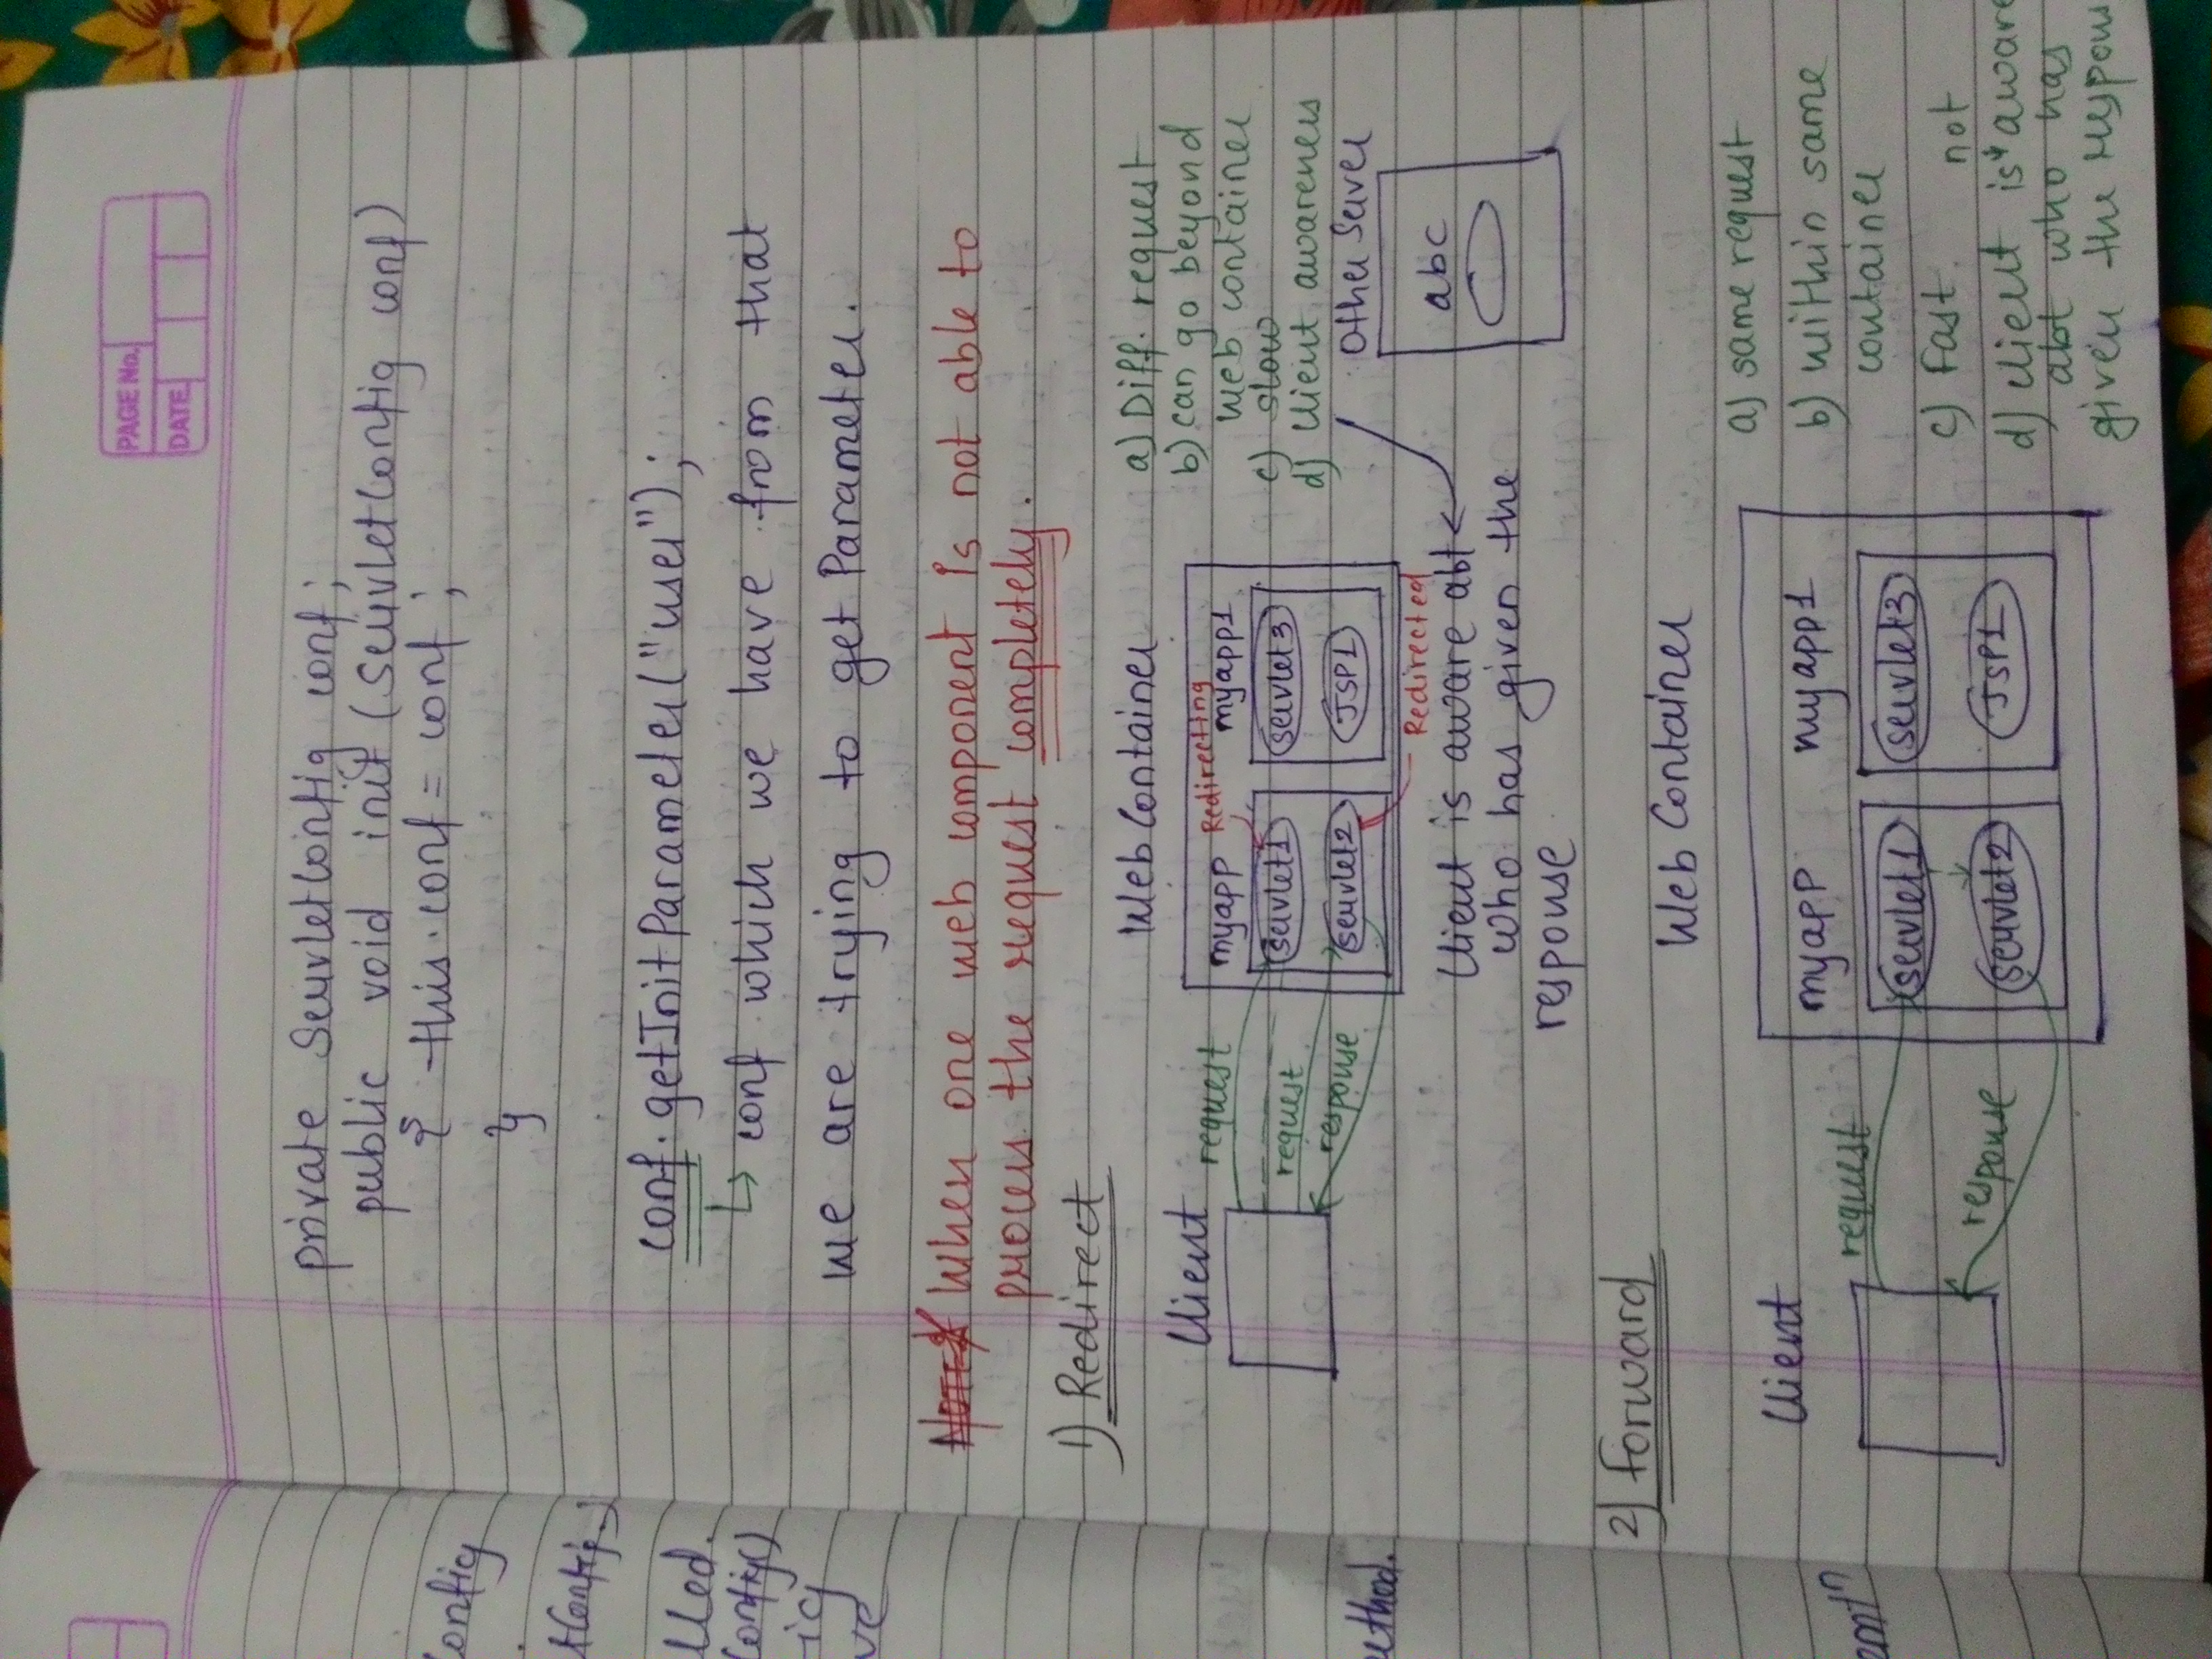 PAGE No.
DATE
private ServletConfig conf;
public void init (ServletConfig conf)
{ this.conf = conf;
}
conf.getInitParameter("user");
↳ conf which we have from that
we are trying to get Parameter.
When one web component is not able to
process the request completely.
1) Redirect
Web Container
Client
request
request
response
myapp
Redirecting
myapp1
servlet1
servlet3
servlet2
JSP1
Redirected
a) Diff. request
b) can go beyond
web container
c) slow
d) Client awareness
Client is aware abt
who has given the
response
Other Server
abc
2) Forward
Web Container
Client
request
response
myapp
myapp1
servlet1
servlet3
servlet2
JSP1
a) same request
b) within same
container
c) Fast.
not
d) client is aware
abt who has
given the respons
onfig
tConfig
lled.
Config()
ig
ve
ethod.